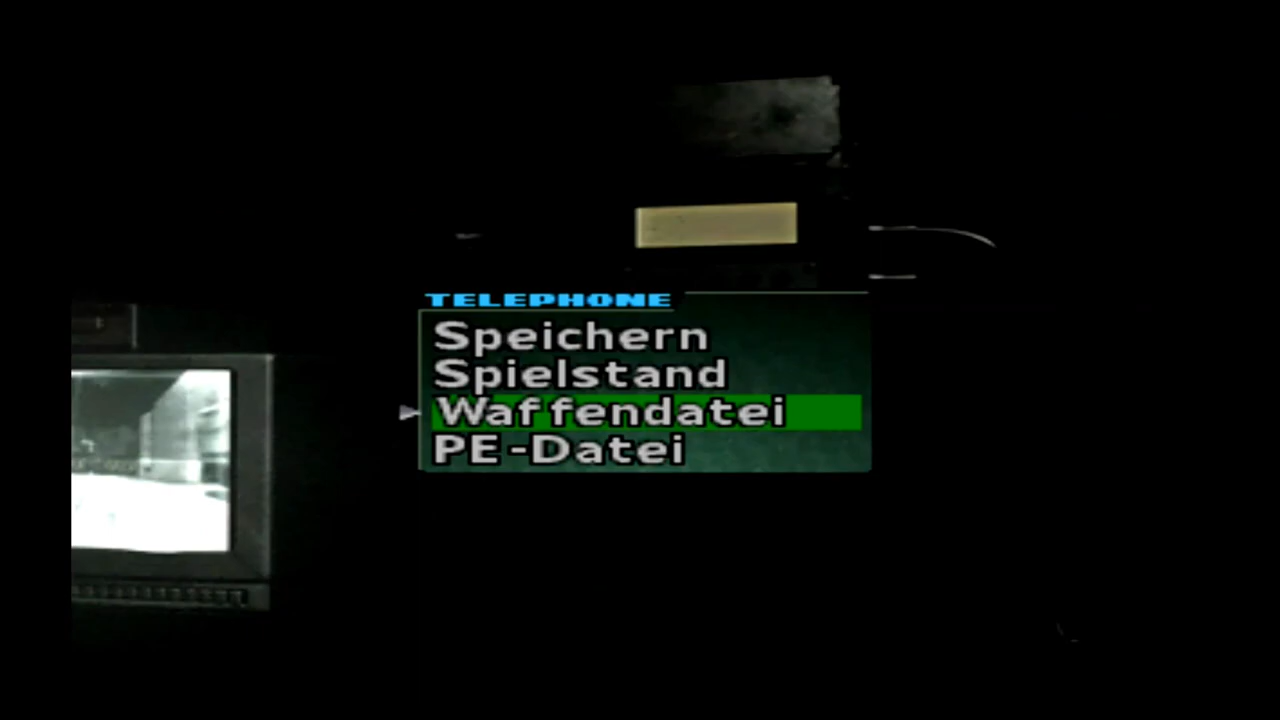 TELEPHONE
Speichern
Spielstand
Waffendatei
PE-Datei